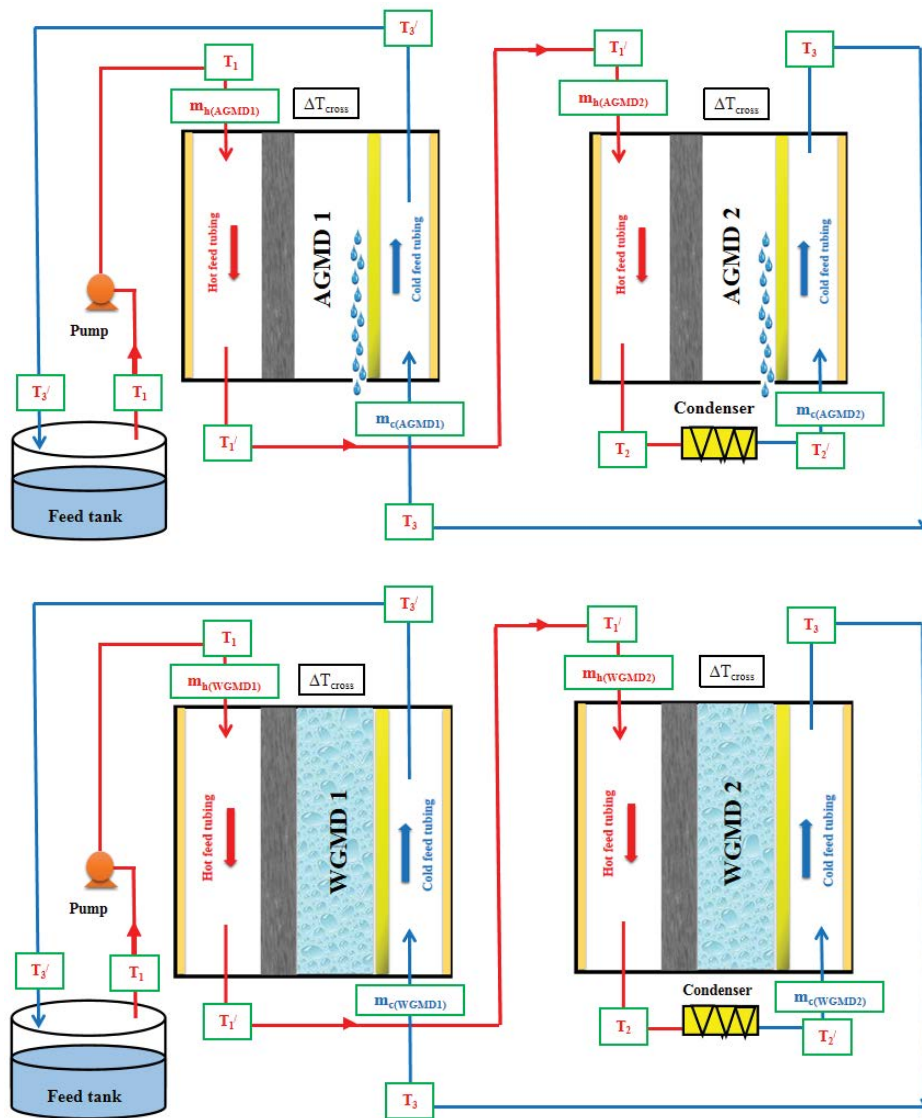 T3/
T1/
T3
T1
mh(AGMD1)
ΔTcross
mh(AGMD2)
ΔTcross
Hot feed tubing
AGMD 1
Cold feed tubing
Hot feed tubing
AGMD 2
Cold feed tubing
Pump
T3/
T1
mc(AGMD1)
Condenser
mc(AGMD2)
T1/
T2
T2/
Feed tank
T3
T3/
T1
T1/
T3
mh(WGMD1)
ΔTcross
mh(WGMD2)
ΔTcross
Hot feed tubing
WGMD 1
Cold feed tubing
Hot feed tubing
WGMD 2
Cold feed tubing
Pump
T3/
T1
mc(WGMD1)
Condenser
mc(WGMD2)
T1/
T2
T2/
Feed tank
T3